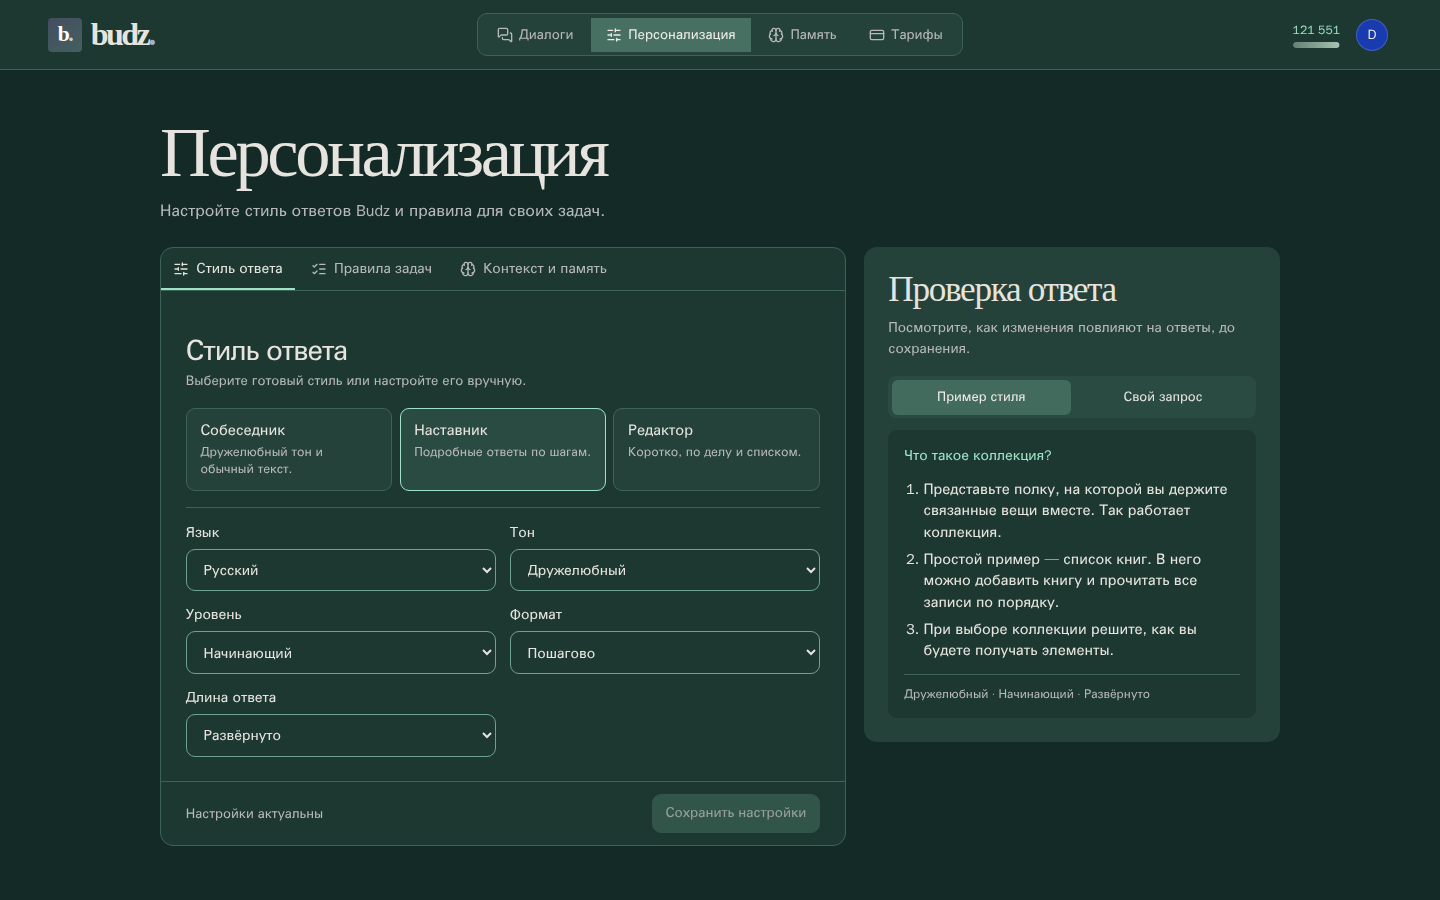 b. budz.
Диалоги
Персонализация
Память
Тарифы
121 551
D
Персонализация
Настройте стиль ответов Budz и правила для своих задач.
Стиль ответа
Правила задач
Контекст и память
Стиль ответа
Выберите готовый стиль или настройте его вручную.
Собеседник
Дружелюбный тон и
обычный текст.
Наставник
Подробные ответы по шагам.
Редактор
Коротко, по делу и списком.
Язык
Русский
Тон
Дружелюбный
Уровень
Начинающий
Формат
Пошагово
Длина ответа
Развёрнуто
Настройки актуальны
Сохранить настройки
Проверка ответа
Посмотрите, как изменения повлияют на ответы, до
сохранения.
Пример стиля
Свой запрос
Что такое коллекция?
1. Представьте полку, на которой вы держите
связанные вещи вместе. Так работает
коллекция.
2. Простой пример — список книг. В него
можно добавить книгу и прочитать все
записи по порядку.
3. При выборе коллекции решите, как вы
будете получать элементы.
Дружелюбный · Начинающий · Развёрнуто